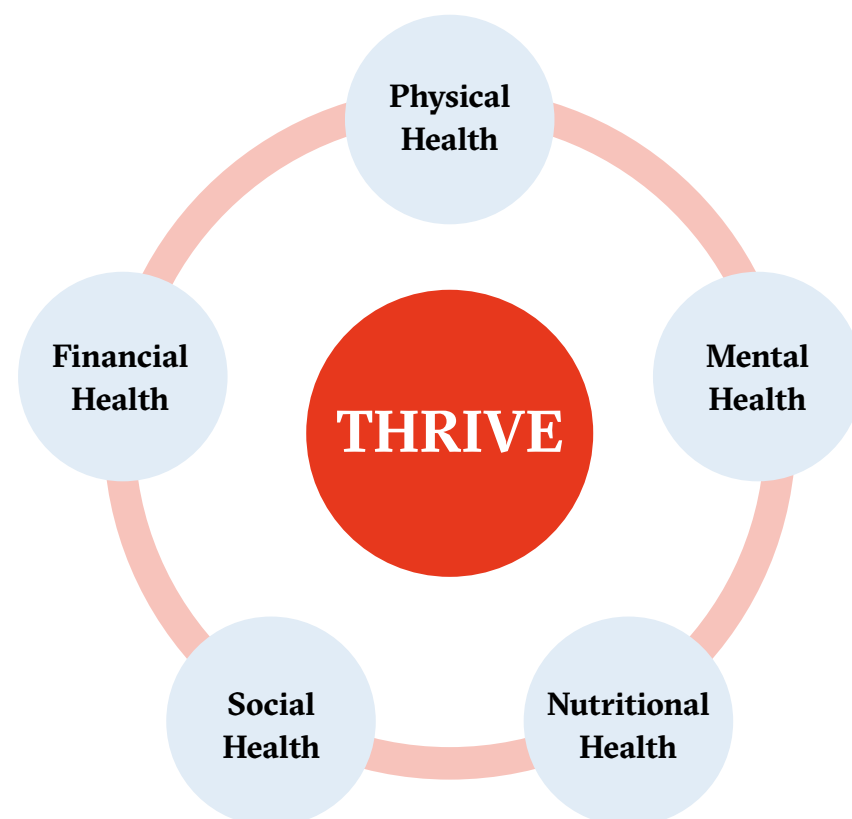 Physical
Health
Mental
Health
Nutritional
Health
Social
Health
Financial
Health
THRIVE